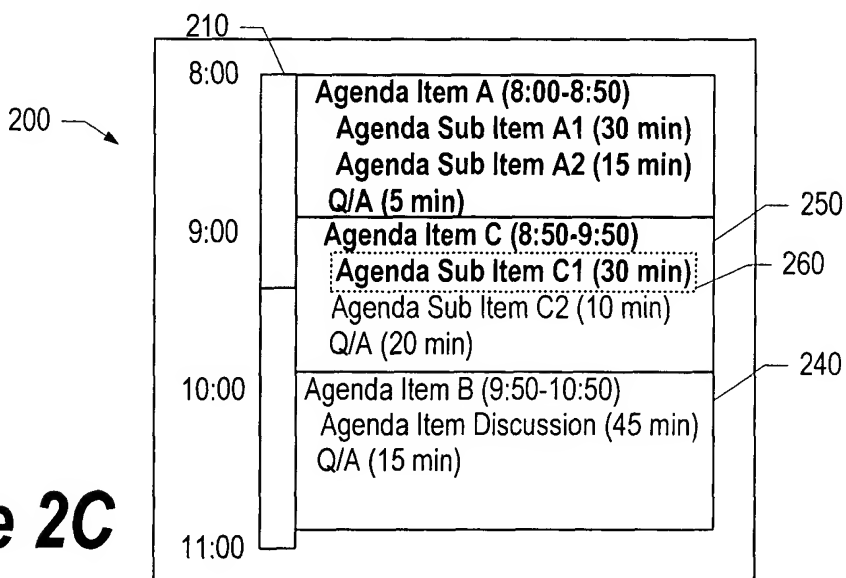 210
8:00
200
Agenda Item A (8:00-8:50)
Agenda Sub Item A1 (30 min)
Agenda Sub Item A2 (15 min)
Q/A (5 min)
250
9:00
Agenda Item C (8:50-9:50)
Agenda Sub Item C1 (30 min)
260
Agenda Sub Item C2 (10 min)
Q/A (20 min)
240
10:00
Agenda Item B (9:50-10:50)
Agenda Item Discussion (45 min)
Q/A (15 min)
e 2C
11:00